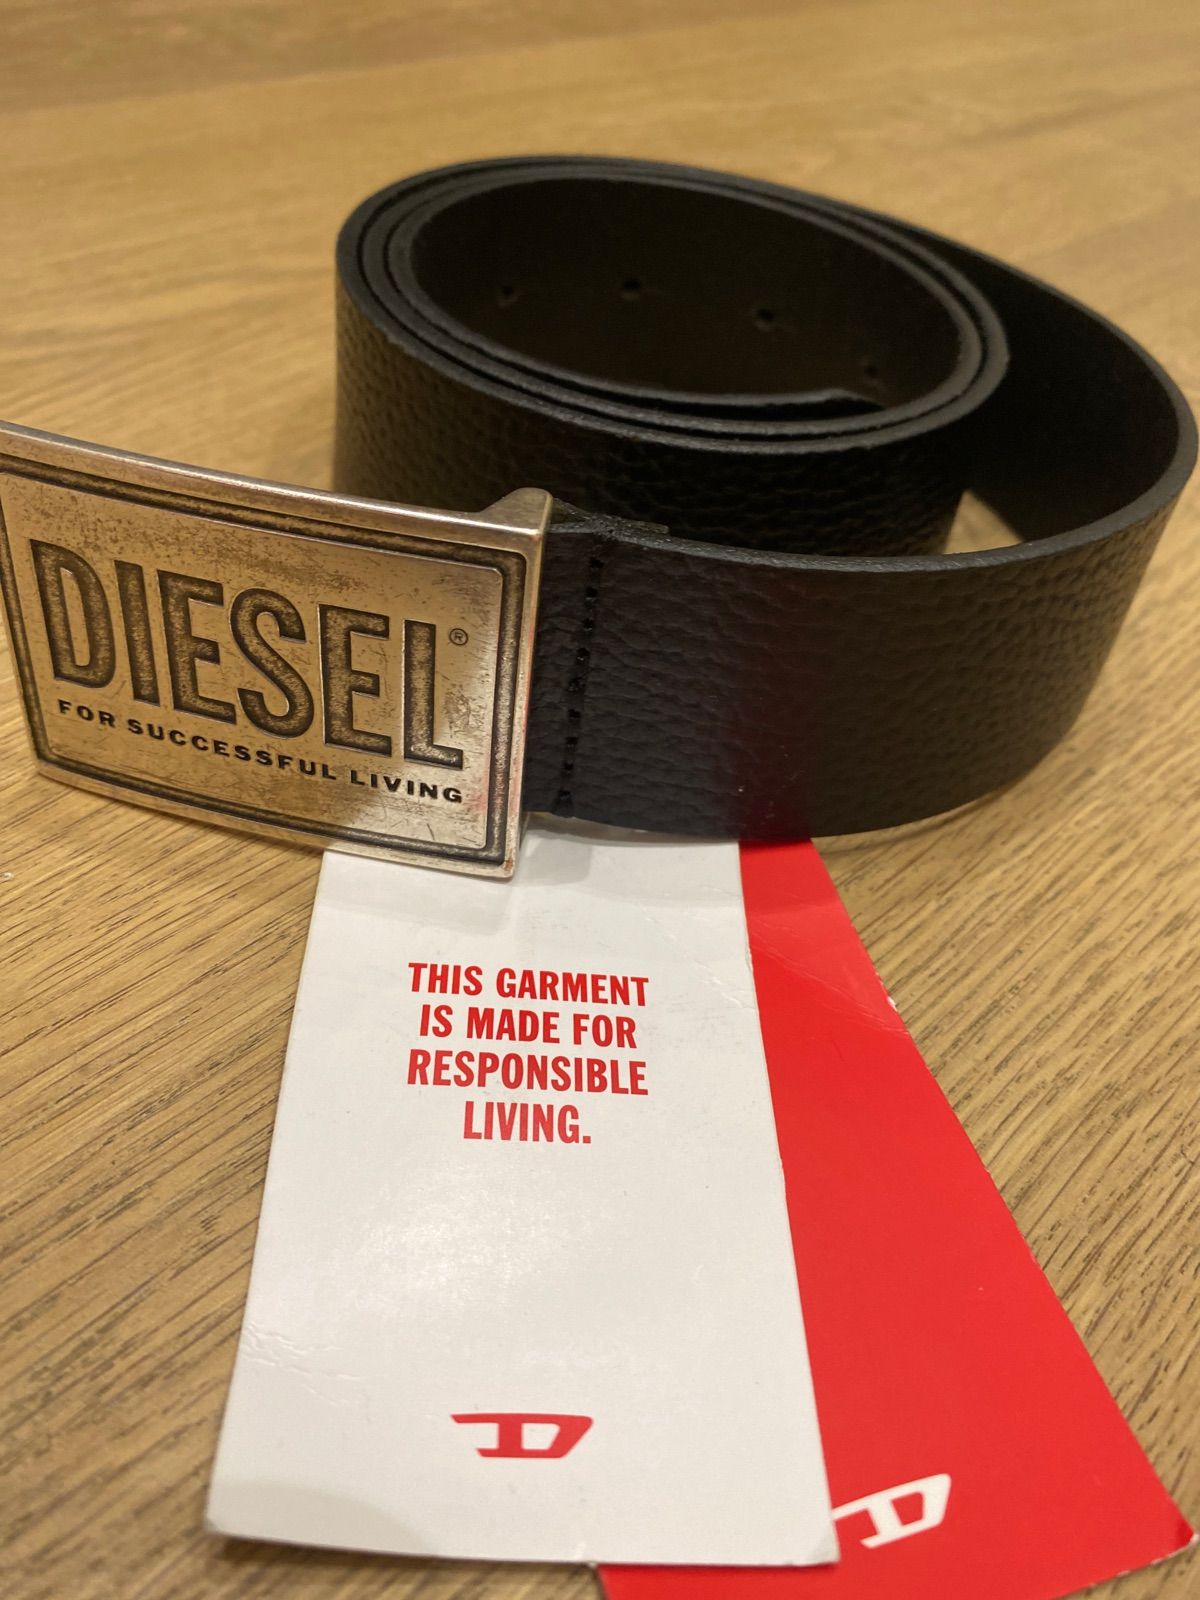 DIESEL®
FOR SUCCESSFUL LIVING
THIS GARMENT
IS MADE FOR
RESPONSIBLE
LIVING.
D
D